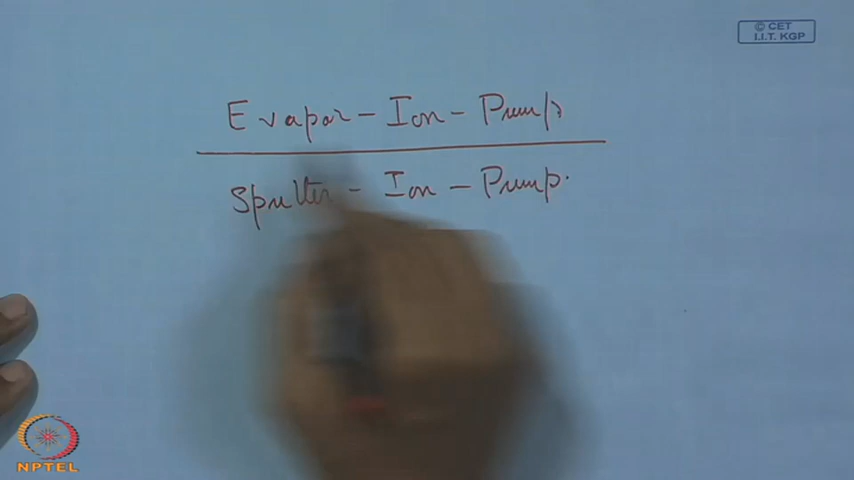 © CET
I.I.T. KGP
Evapor-Ion-Pump
Sputter-Ion-Pump.
NPTEL